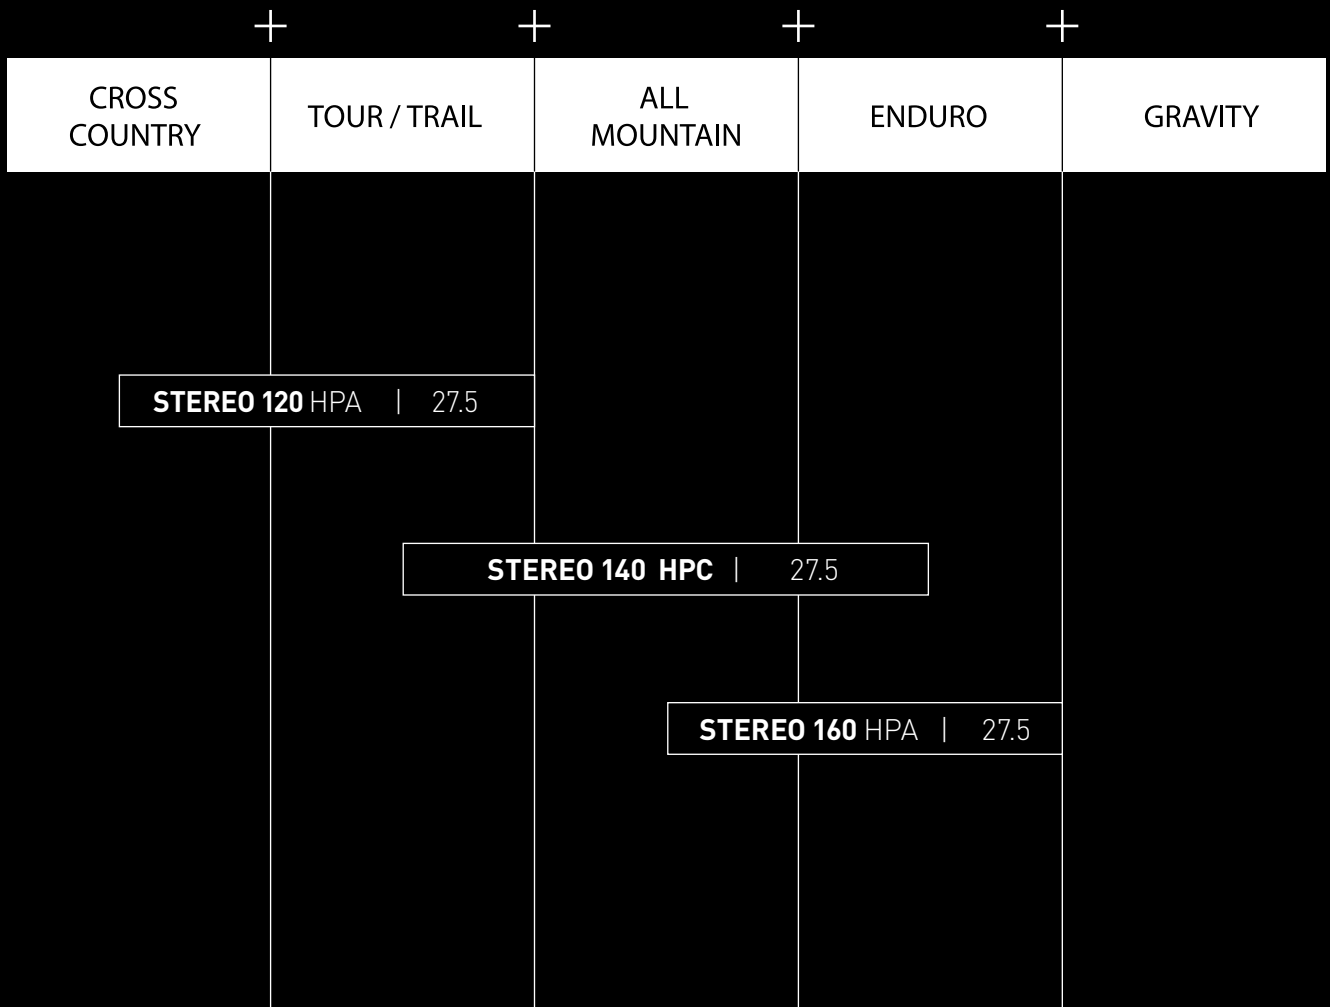 CROSS
COUNTRY
TOUR / TRAIL
ALL
MOUNTAIN
ENDURO
GRAVITY
STEREO 120 HPA | 27.5
STEREO 140 HPC | 27.5
STEREO 160 HPA | 27.5